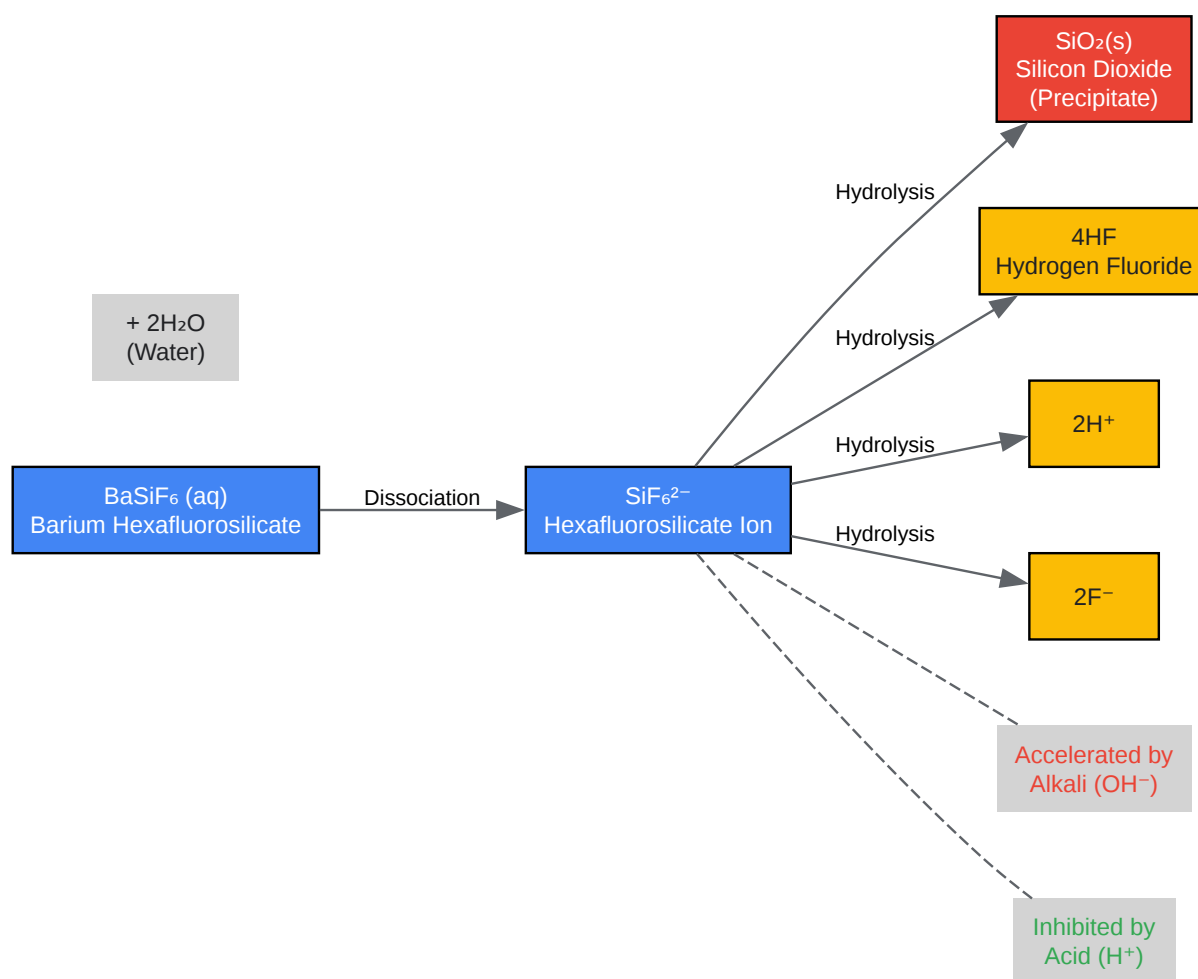 SiO₂(s)
Silicon Dioxide
(Precipitate)
Hydrolysis
4HF
Hydrogen Fluoride
+ 2H₂O
(Water)
Hydrolysis
2H⁺
Hydrolysis
BaSiF₆ (aq)
Barium Hexafluorosilicate
Dissociation
SiF₆²⁻
Hexafluorosilicate Ion
Hydrolysis
2F⁻
Accelerated by
Alkali (OH⁻)
Inhibited by
Acid (H⁺)